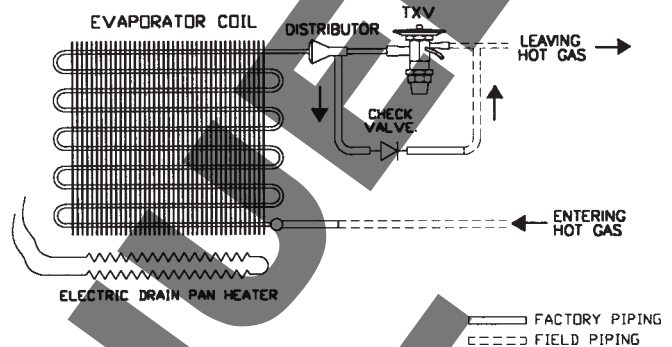 EVAPORATOR COIL
DISTRIBUTOR
TXV
LEAVING
HOT GAS
CHECK
VALVE.
ENTERING
HOT GAS
ELECTRIC DRAIN PAN HEATER
FACTORY PIPING
FIELD PIPING